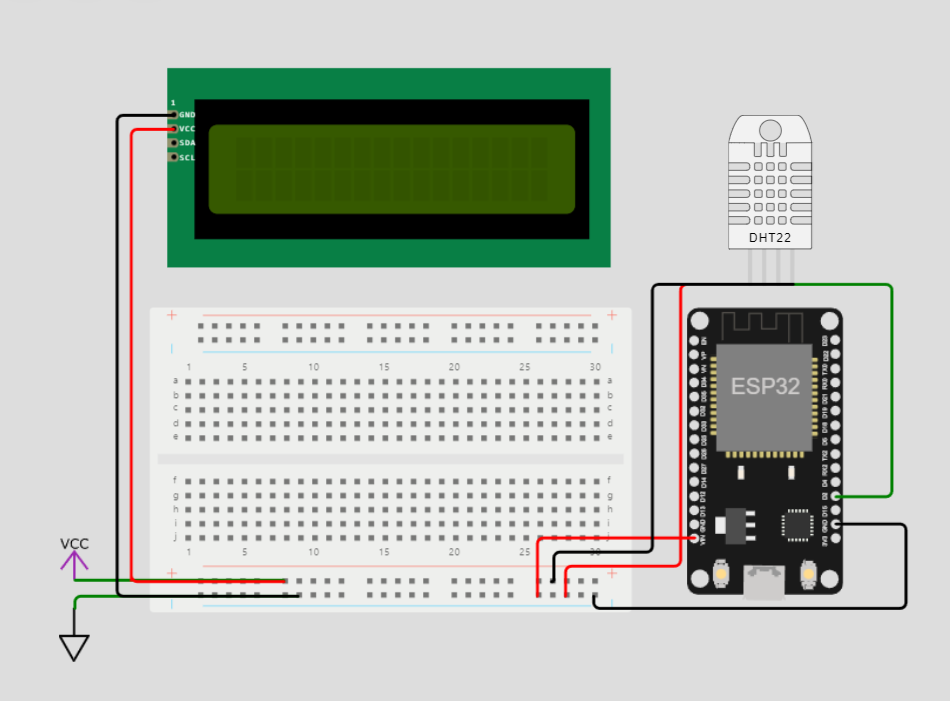 1
GND
VCC
SDA
SCL
DHT22
+ +
1 5 10 15 20 25 30
a a
b b
c c
d d
e e
f f
g g
h h
i i
j j
1 5 10 15 20 25 30
+ +
VCC
ESP32
EN
VP
VN
D34
D35
D32
D33
D25
D26
D27
D14
D12
D13
GND
VIN
D23
D22
TX0
RX0
D21
D19
D18
D5
TX2
RX2
D4
D2
D15
GND
3V3